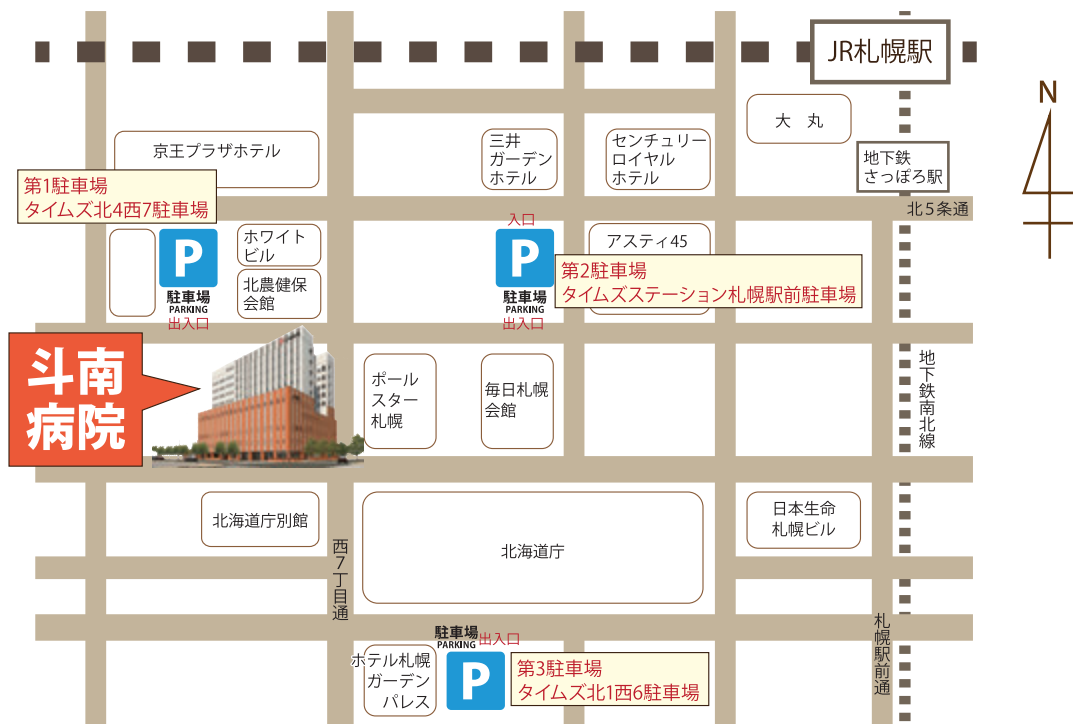 JR札幌駅
N
大　丸
京王プラザホテル
三井
ガーデン
ホテル
センチュリー
ロイヤル
ホテル
地下鉄
さっぽろ駅
第1駐車場
タイムズ北4西7駐車場
北5条通
入口
P
駐車場
PARKING
出入口
ホワイト
ビル
北農健保
会館
P
駐車場
PARKING
出入口
アスティ45
第2駐車場
タイムズステーション札幌駅前駐車場
斗南
病院
ポール
スター
札幌
毎日札幌
会館
地下鉄南北線
北海道庁別館
北海道庁
日本生命
札幌ビル
西7丁目通
札幌駅前通
駐車場
PARKING
出入口
P
ホテル札幌
ガーデン
パレス
第3駐車場
タイムズ北1西6駐車場